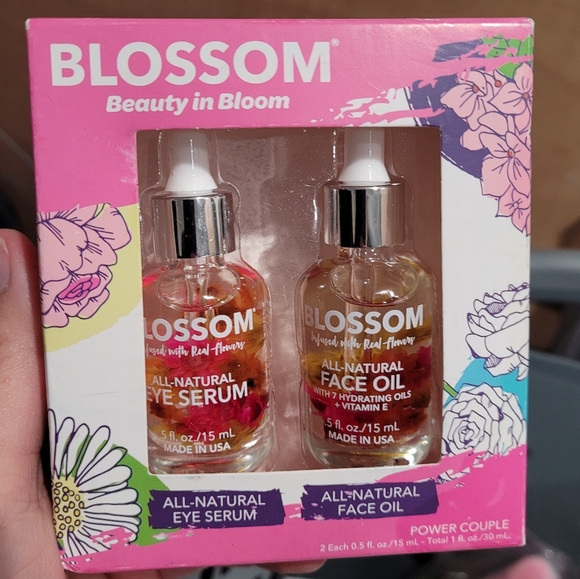 BLOSSOM®
Beauty in Bloom
BLOSSOM®
Infused with Real-flowers
ALL-NATURAL
EYE SERUM
.5 fl. oz./15 mL
MADE IN USA
BLOSSOM
Infused with Real-flowers
ALL-NATURAL
FACE OIL
WITH 7 HYDRATING OILS
+ VITAMIN E
.5 fl. oz./15 mL
MADE IN USA
ALL-NATURAL
EYE SERUM
ALL-NATURAL
FACE OIL
POWER COUPLE
2 Each 0.5 fl. oz/15 mL - Total 1 fl. oz/30 mL.